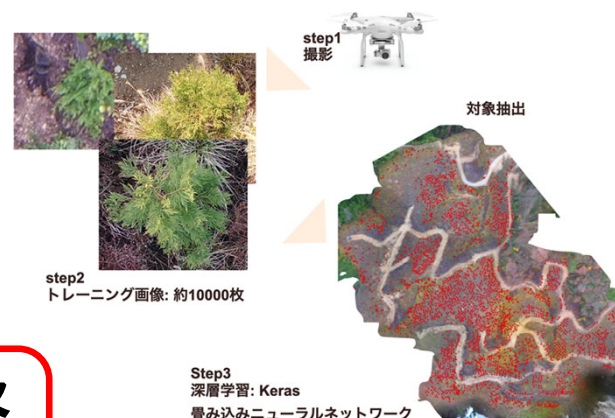 step1
撮影
対象抽出
step2
トレーニング画像: 約10000枚
Step3
深層学習: Keras
畳み込みニューラルネットワーク